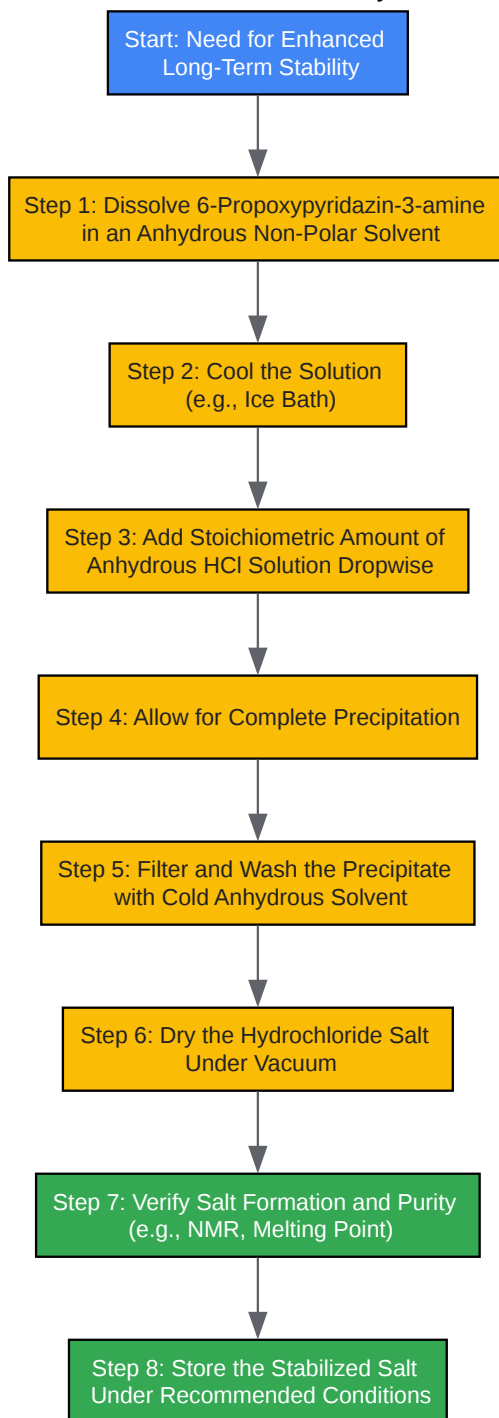 Start: Need for Enhanced
Long-Term Stability
Step 1: Dissolve 6-Propoxypyridazin-3-amine
in an Anhydrous Non-Polar Solvent
Step 2: Cool the Solution
(e.g., Ice Bath)
Step 3: Add Stoichiometric Amount of
Anhydrous HCl Solution Dropwise
Step 4: Allow for Complete Precipitation
Step 5: Filter and Wash the Precipitate
with Cold Anhydrous Solvent
Step 6: Dry the Hydrochloride Salt
Under Vacuum
Step 7: Verify Salt Formation and Purity
(e.g., NMR, Melting Point)
Step 8: Store the Stabilized Salt
Under Recommended Conditions